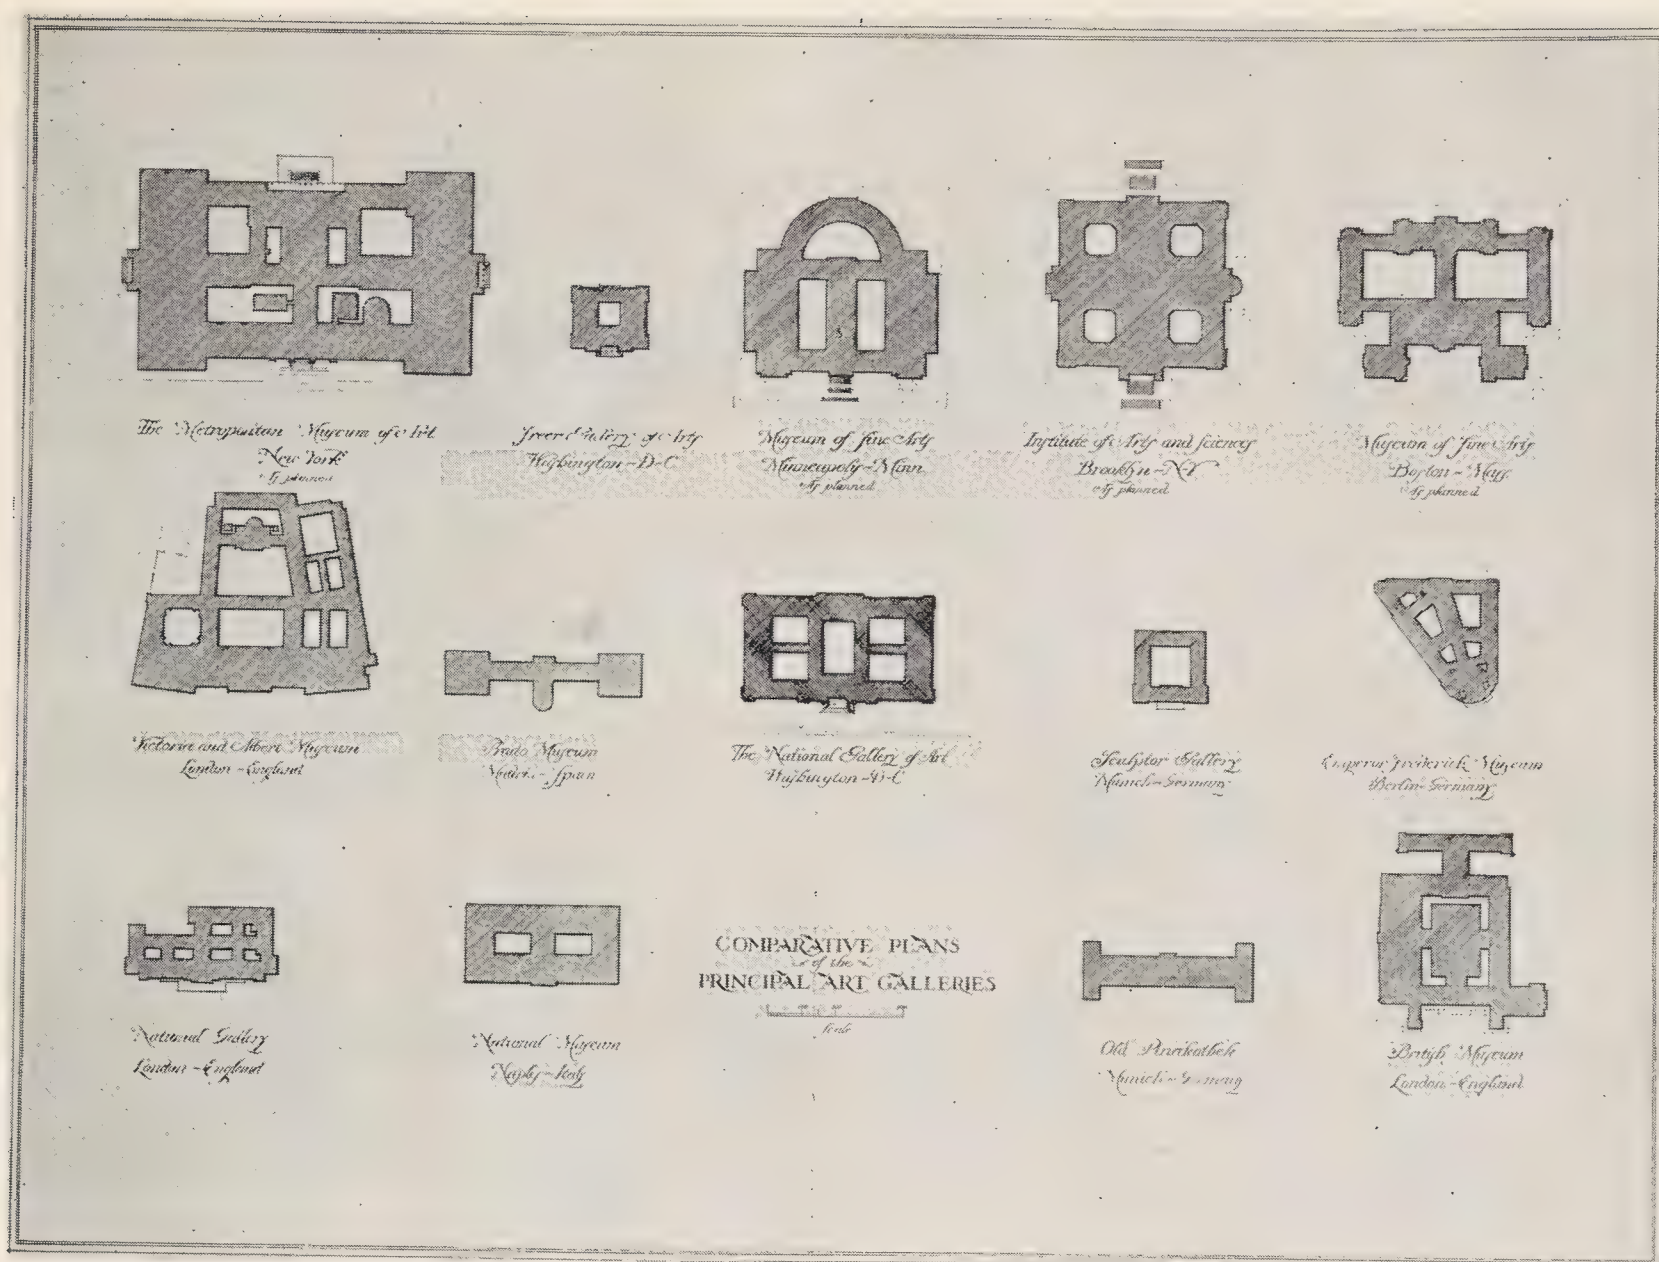 The Metropolitan Museum of Art
New York
As planned
Freer Gallery of Arts
Washington-D-C
Museum of Fine Arts
Minneapolis-Minn.
As planned
Institute of Arts and Sciences
Brooklyn-N-Y
As planned
Museum of Fine Arts
Boston-Mass.
As planned
Victoria and Albert Museum
London-England
Prado Museum
Madrid-Spain
The National Gallery of Art
Washington-D-C
Sculptor Gallery
Munich-Germany
Emperor Frederick Museum
Berlin-Germany
National Gallery
London-England
National Museum
Naples-Italy
COMPARATIVE PLANS
of the
PRINCIPAL ART GALLERIES
Scale
Old Pinekothek
Munich-Germany
British Museum
London-England